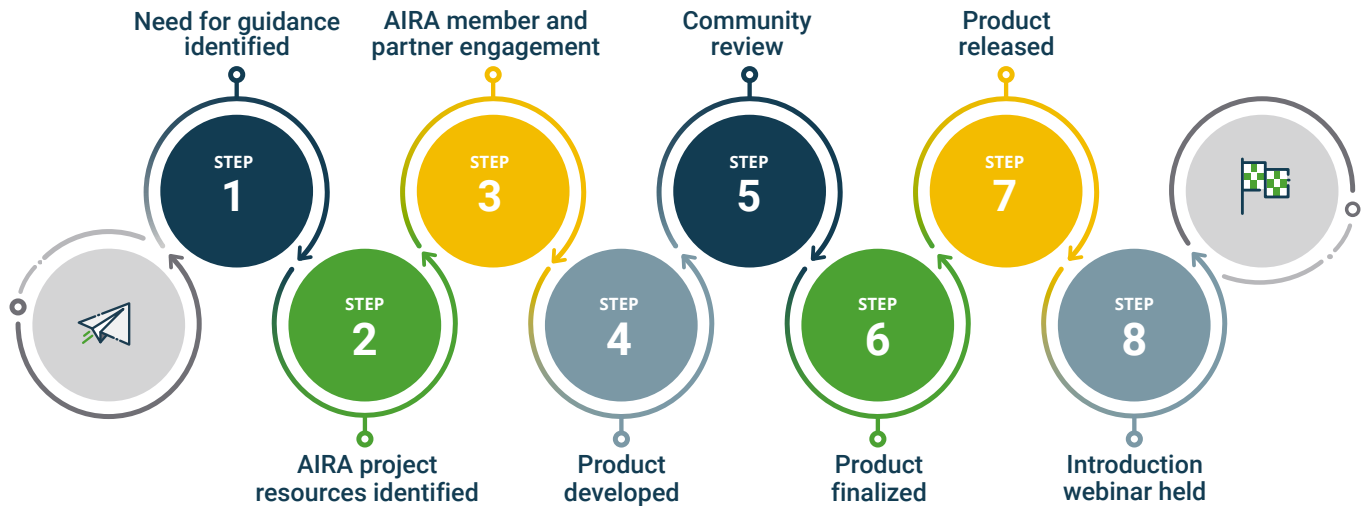 Need for guidance
identified
STEP
1
STEP
2
AIRA project
resources identified
AIRA member and
partner engagement
STEP
3
STEP
4
Product
developed
Community
review
STEP
5
STEP
6
Product
finalized
Product
released
STEP
7
STEP
8
Introduction
webinar held